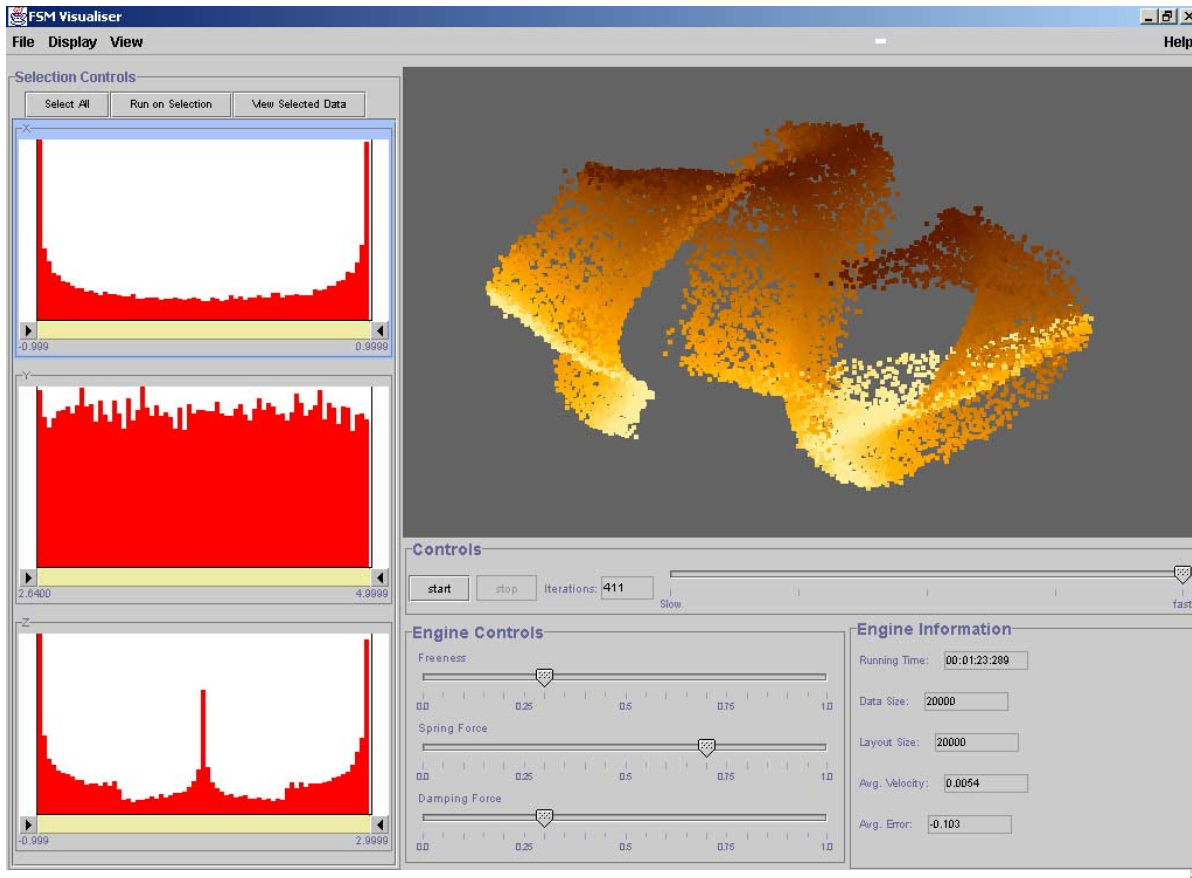 FSM Visualiser
File Display View Help
Selection Controls
Select All Run on Selection View Selected Data
X
-0.999 0.9999
Y
2.6400 4.9999
Z
-0.999 2.9999
Controls
start stop Iterations: 411
Slow fast
Engine Controls
Freeness
0.0 0.25 0.5 0.75 1.0
Spring Force
0.0 0.25 0.5 0.75 1.0
Damping Force
0.0 0.25 0.5 0.75 1.0
Engine Information
Running Time: 00:01:23:289
Data Size: 20000
Layout Size: 20000
Avg. Velocity: 0.0054
Avg. Error: -0.103